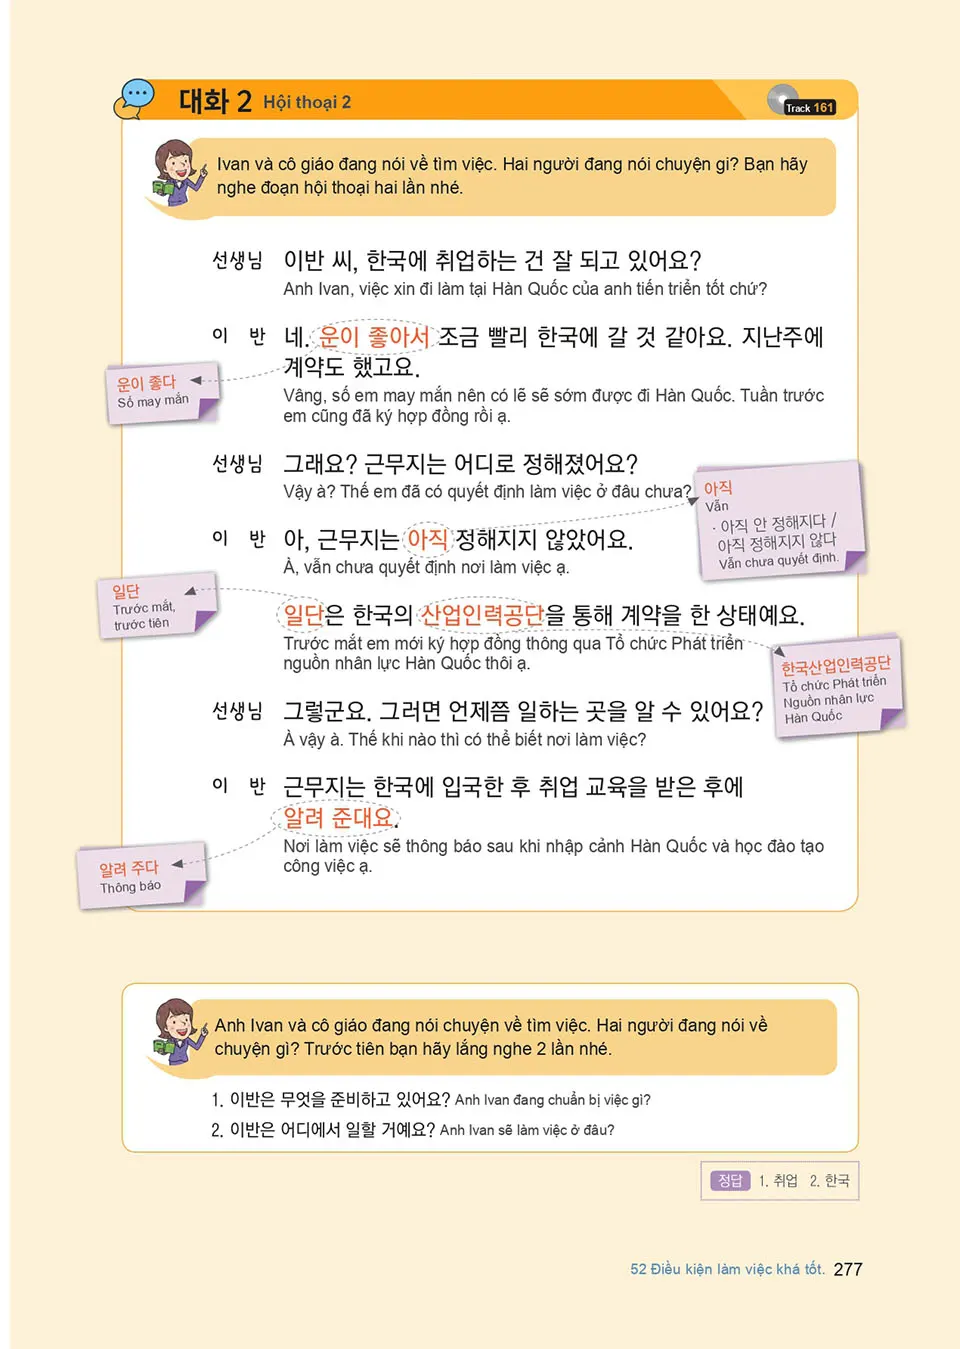 대화 2 Hội thoại 2
Track 161
Ivan và cô giáo đang nói về tìm việc. Hai người đang nói chuyện gi? Bạn hãy
nghe đoạn hội thoại hai lần nhé.
선생님 이반 씨, 한국에 취업하는 건 잘 되고 있어요?
Anh Ivan, việc xin đi làm tại Hàn Quốc của anh tiến triển tốt chứ?
이 반 네. 운이 좋아서 조금 빨리 한국에 갈 것 같아요. 지난주에
계약도 했고요.
운이 좋다
Số may mắn
Vâng, số em may mắn nên có lẽ sẽ sớm được đi Hàn Quốc. Tuần trước
em cũng đã ký hợp đồng rồi ạ.
선생님 그래요? 근무지는 어디로 정해졌어요?
Vậy à? Thế em đã có quyết định làm việc ở đâu chưa?
아직
Vẫn
· 아직 안 정해지다 /
아직 정해지지 않다
Vẫn chưa quyết định.
이 반 아, 근무지는 아직 정해지지 않았어요.
À, vẫn chưa quyết định nơi làm việc ạ.
일단
Trước mắt,
trước tiên
일단은 한국의 산업인력공단을 통해 계약을 한 상태예요.
Trước mắt em mới ký hợp đồng thông qua Tổ chức Phát triển
nguồn nhân lực Hàn Quốc thôi ạ.
한국산업인력공단
Tổ chức Phát triển
Nguồn nhân lực
Hàn Quốc
선생님 그렇군요. 그러면 언제쯤 일하는 곳을 알 수 있어요?
À vậy à. Thế khi nào thì có thể biết nơi làm việc?
이 반 근무지는 한국에 입국한 후 취업 교육을 받은 후에
알려 준대요.
Nơi làm việc sẽ thông báo sau khi nhập cảnh Hàn Quốc và học đào tạo
công việc ạ.
알려 주다
Thông báo
Anh Ivan và cô giáo đang nói chuyện về tìm việc. Hai người đang nói về
chuyện gì? Trước tiên bạn hãy lắng nghe 2 lần nhé.
1. 이반은 무엇을 준비하고 있어요? Anh Ivan đang chuẩn bị việc gì?
2. 이반은 어디에서 일할 거예요? Anh Ivan sẽ làm việc ở đâu?
정답 1. 취업 2. 한국
52 Điều kiện làm việc khá tốt. 277